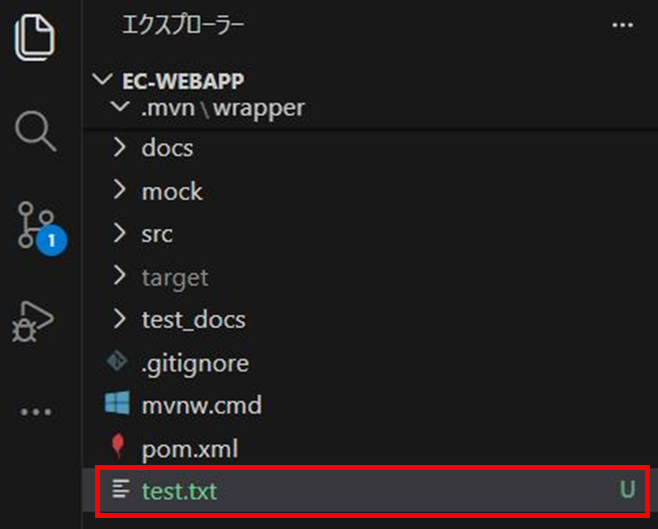 エクスプローラー ...
EC-WEBAPP
.mvn\wrapper
docs
mock
src
1
target
test_docs
.gitignore
mvnw.cmd
pom.xml
test.txt U